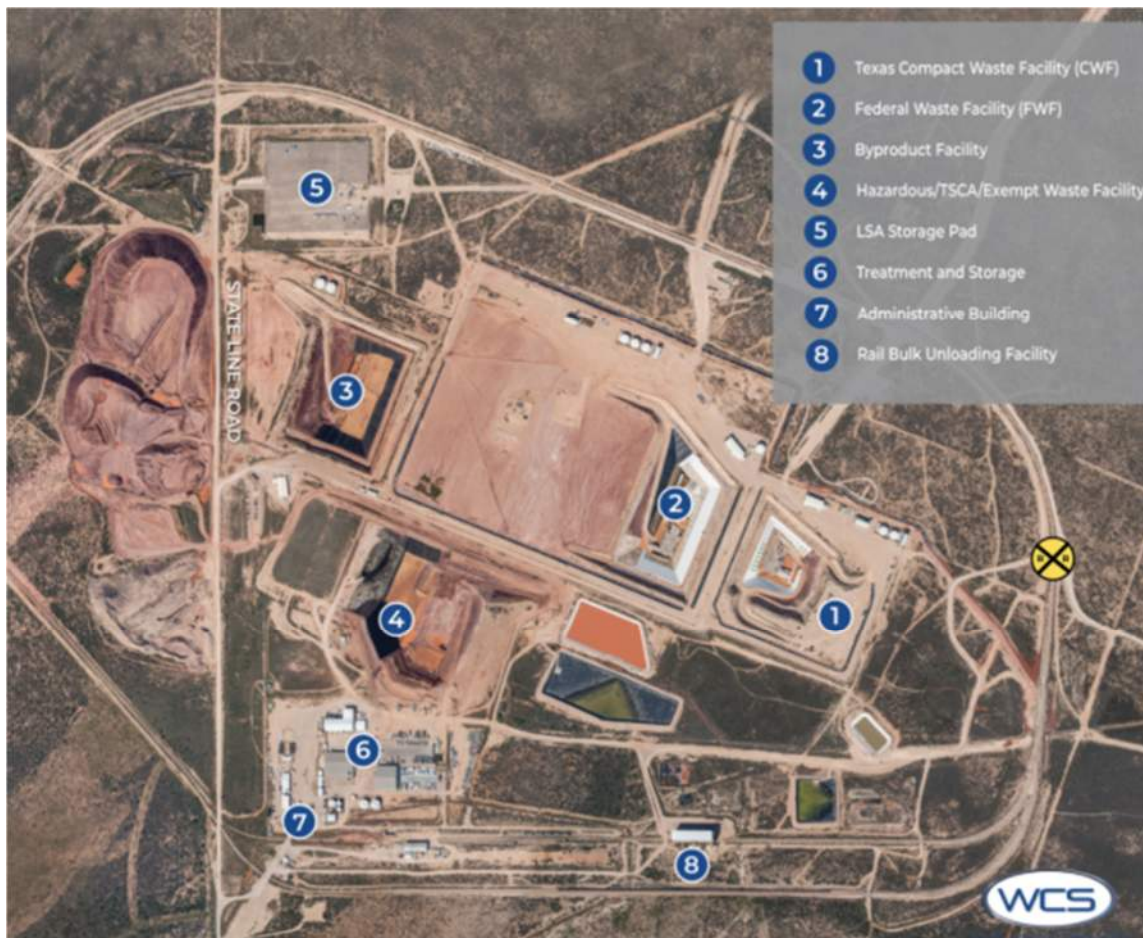 1 Texas Compact Waste Facility (CWF)
2 Federal Waste Facility (FWF)
3 Byproduct Facility
4 Hazardous/TSCA/Exempt Waste Facility
5 LSA Storage Pad
6 Treatment and Storage
7 Administrative Building
8 Rail Bulk Unloading Facility
5
STATE LINE ROAD
3
2
1
4
6
7
8
WCS